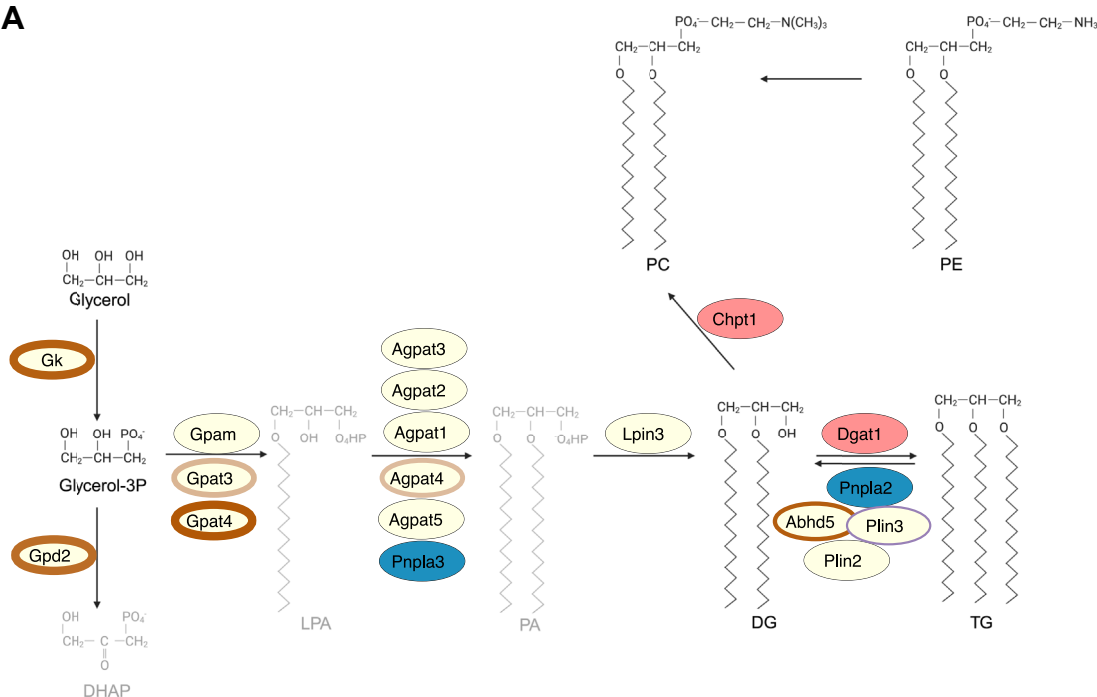 A
PO₄⁻–CH₂–CH₂–N(CH₃)₃
CH₂–CH–CH₂
O O
PC
PO₄⁻–CH₂–CH₂–NH₃
CH₂–CH–CH₂
O O
PE
OH OH OH
CH₂–CH–CH₂
Glycerol
Gk
OH OH PO₄⁻
CH₂–CH–CH₂
Glycerol-3P
Gpd2
OH PO₄⁻
CH₂–C–CH₂
O
DHAP
Gpam
Gpat3
Gpat4
CH₂–CH–CH₂
O OH O₄HP
LPA
Agpat3
Agpat2
Agpat1
Agpat4
Agpat5
Pnpla3
CH₂–CH–CH₂
O O O₄HP
PA
Lpin3
Chpt1
CH₂–CH–CH₂
O O OH
DG
Dgat1
Pnpla2
Abhd5
Plin3
Plin2
CH₂–CH–CH₂
O O O
TG